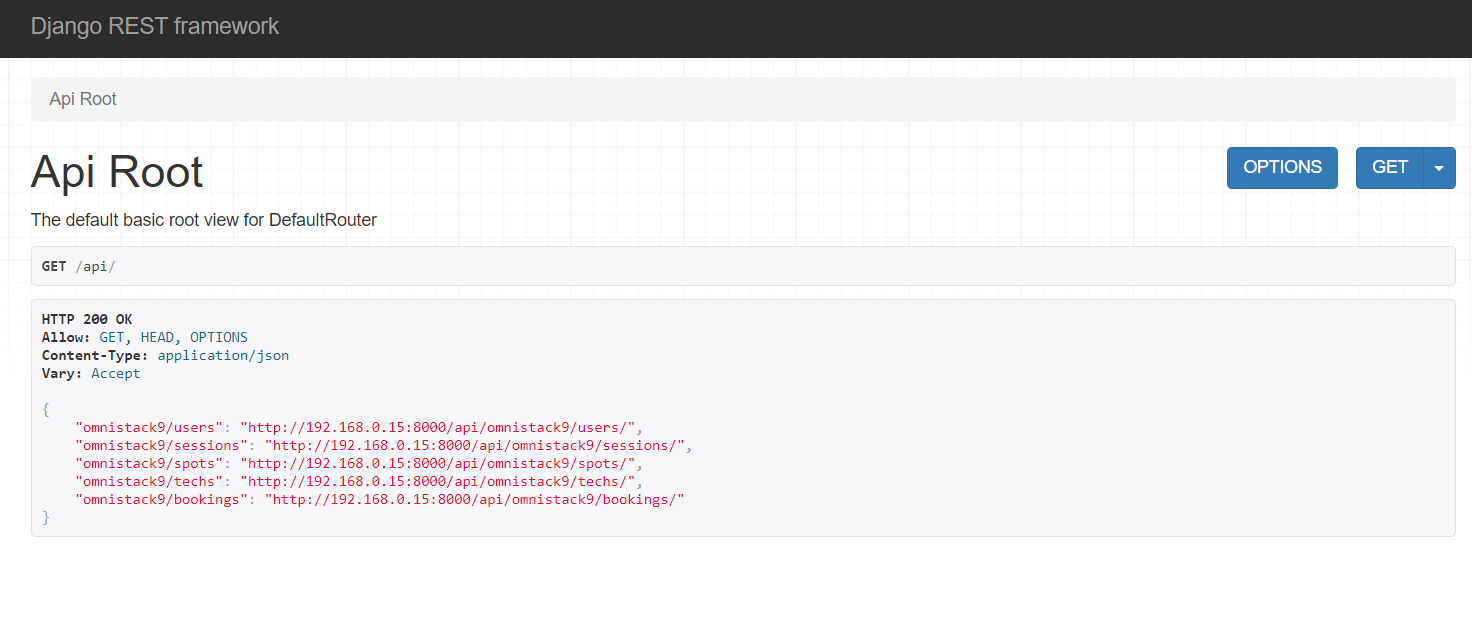 Django REST framework
Api Root
Api Root
OPTIONS
GET
The default basic root view for DefaultRouter
GET /api/
HTTP 200 OK
Allow: GET, HEAD, OPTIONS
Content-Type: application/json
Vary: Accept
{
    "omnistack9/users": "http://192.168.0.15:8000/api/omnistack9/users/",
    "omnistack9/sessions": "http://192.168.0.15:8000/api/omnistack9/sessions/",
    "omnistack9/spots": "http://192.168.0.15:8000/api/omnistack9/spots/",
    "omnistack9/techs": "http://192.168.0.15:8000/api/omnistack9/techs/",
    "omnistack9/bookings": "http://192.168.0.15:8000/api/omnistack9/bookings/"
}